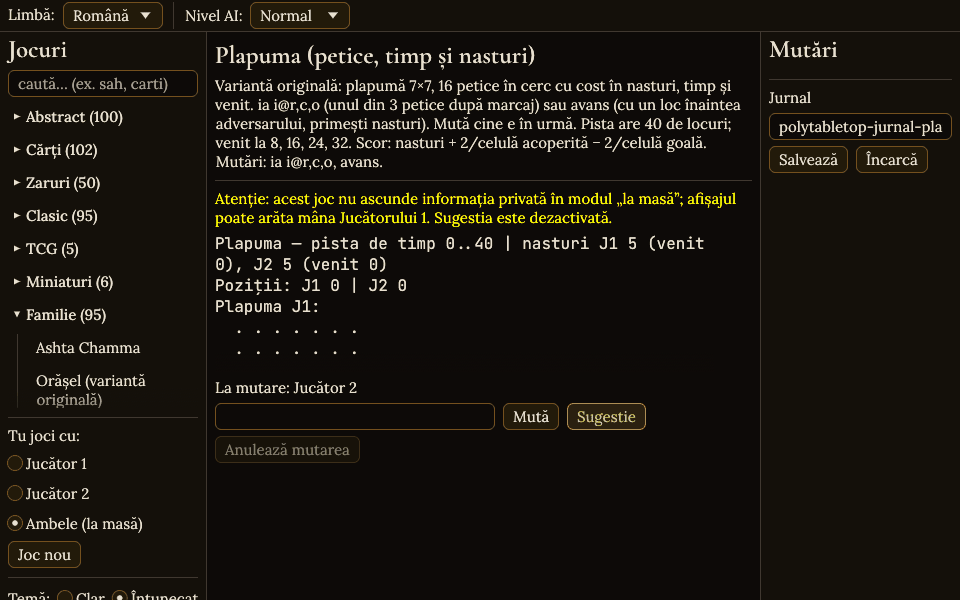 Limbă: Română ▼ Nivel AI: Normal ▼
Jocuri
caută... (ex. sah, carti)
▸ Abstract (100)
▸ Cărți (102)
▸ Zaruri (50)
▸ Clasic (95)
▸ TCG (5)
▸ Miniaturi (6)
▾ Familie (95)
Ashta Chamma
Orășel (variantă
originală)
Tu joci cu:
Jucător 1
Jucător 2
Ambele (la masă)
Joc nou
Temă: Clar Întunecat
Plapuma (petice, timp și nasturi)
Variantă originală: plapumă 7×7, 16 petice în cerc cu cost în nasturi, timp și
venit. ia i@r,c,o (unul din 3 petice după marcaj) sau avans (cu un loc înaintea
adversarului, primești nasturi). Mută cine e în urmă. Pista are 40 de locuri;
venit la 8, 16, 24, 32. Scor: nasturi + 2/celulă acoperită − 2/celulă goală.
Mutări: ia i@r,c,o, avans.
Atenție: acest joc nu ascunde informația privată în modul „la masă”; afișajul
poate arăta mâna Jucătorului 1. Sugestia este dezactivată.
Plapuma — pista de timp 0..40 | nasturi J1 5 (venit
0), J2 5 (venit 0)
Poziții: J1 0 | J2 0
Plapuma J1:
. . . . . . .
. . . . . . .
La mutare: Jucător 2
Mută Sugestie
Anulează mutarea
Mutări
Jurnal
polytabletop-jurnal-pla
Salvează Încarcă